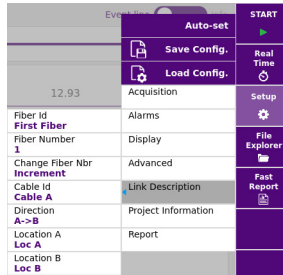 Event line
Auto-set
START
Save Config.
Load Config.
Real
Time
12.93
Acquisition
Setup
Fiber Id
First Fiber
Alarms
Fiber Number
1
Display
File
Explorer
Change Fiber Nbr
Increment
Advanced
Cable Id
Cable A
Link Description
Fast
Report
Direction
A->B
Project Information
Location A
Loc A
Report
Location B
Loc B